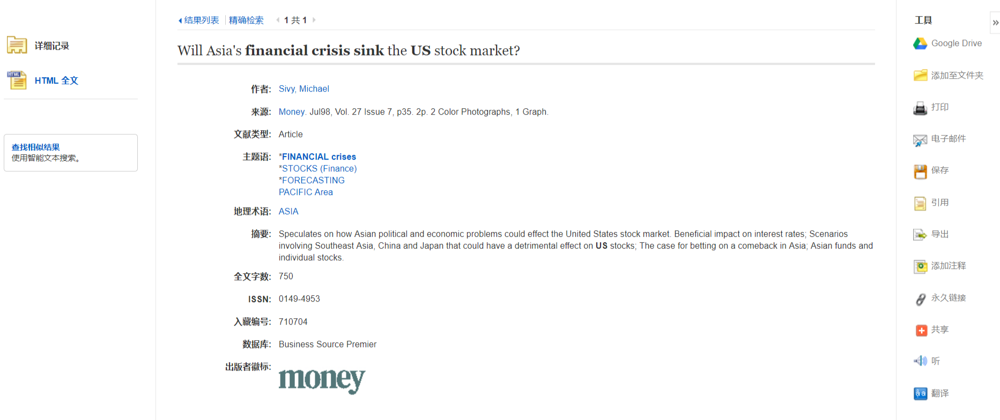 结果列表 精确检索 1 共 1
详细记录
HTML 全文
查找相似结果
使用智能文本搜索。
Will Asia's financial crisis sink the US stock market?
作者: Sivy, Michael
来源: Money. Jul98, Vol. 27 Issue 7, p35. 2p. 2 Color Photographs, 1 Graph.
文献类型: Article
主题语: *FINANCIAL crises
*STOCKS (Finance)
*FORECASTING
PACIFIC Area
地理术语: ASIA
摘要: Speculates on how Asian political and economic problems could effect the United States stock market. Beneficial impact on interest rates; Scenarios
involving Southeast Asia, China and Japan that could have a detrimental effect on US stocks; The case for betting on a comeback in Asia; Asian funds and
individual stocks.
全文字数: 750
ISSN: 0149-4953
入藏编号: 710704
数据库: Business Source Premier
出版者徽标: money
工具 »
Google Drive
添加至文件夹
打印
电子邮件
保存
引用
导出
添加注释
永久链接
共享
听
翻译